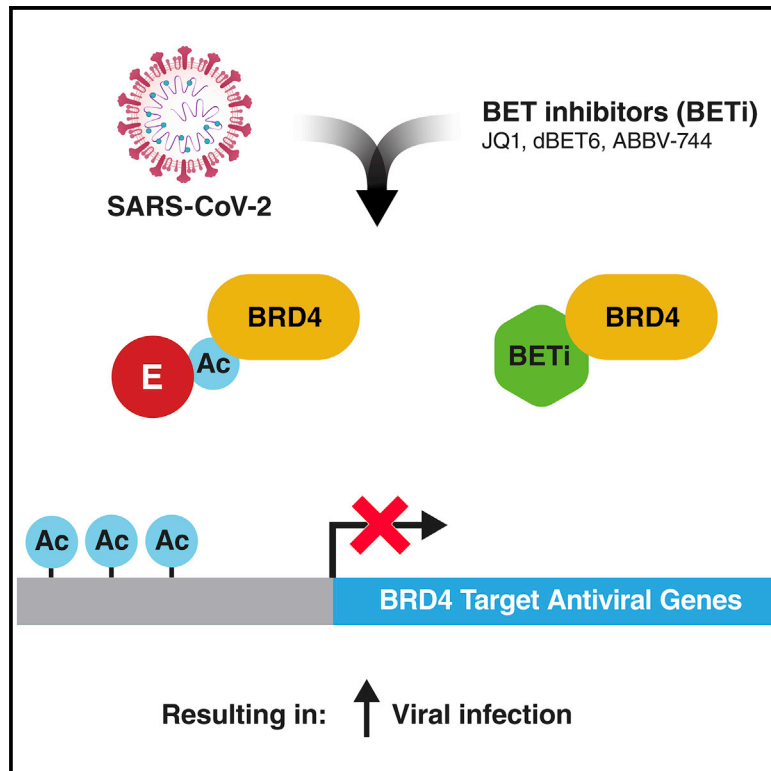 SARS-CoV-2
BET inhibitors (BETi)
JQ1, dBET6, ABBV-744
BRD4
Ac
E
BRD4
BETi
Ac Ac Ac
BRD4 Target Antiviral Genes
Resulting in: Viral infection